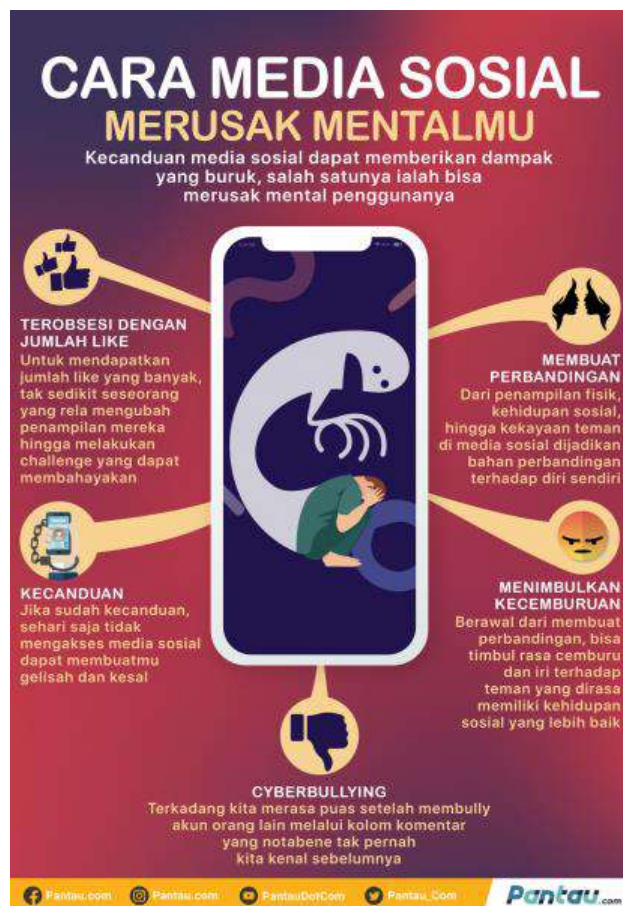 CARA MEDIA SOSIAL
MERUSAK MENTALMU
Kecanduan media sosial dapat memberikan dampak
yang buruk, salah satunya ialah bisa
merusak mental penggunanya
TEROBSESI DENGAN
JUMLAH LIKE
Untuk mendapatkan
jumlah like yang banyak,
tak sedikit seseorang
yang rela mengubah
penampilan mereka
hingga melakukan
challenge yang dapat
membahayakan
MEMBUAT
PERBANDINGAN
Dari penampilan fisik,
kehidupan sosial,
hingga kekayaan teman
di media sosial dijadikan
bahan perbandingan
terhadap diri sendiri
KECANDUAN
Jika sudah kecanduan,
sehari saja tidak
mengakses media sosial
dapat membuatmu
gelisah dan kesal
MENIMBULKAN
KECEMBURUAN
Berawal dari membuat
perbandingan, bisa
timbul rasa cemburu
dan iri terhadap
teman yang dirasa
memiliki kehidupan
sosial yang lebih baik
CYBERBULLYING
Terkadang kita merasa puas setelah membully
akun orang lain melalui kolom komentar
yang notabene tak pernah
kita kenal sebelumnya
Pantau.com
Pantau.com
PantauDotCom
Pantau_Com
Pantau.com